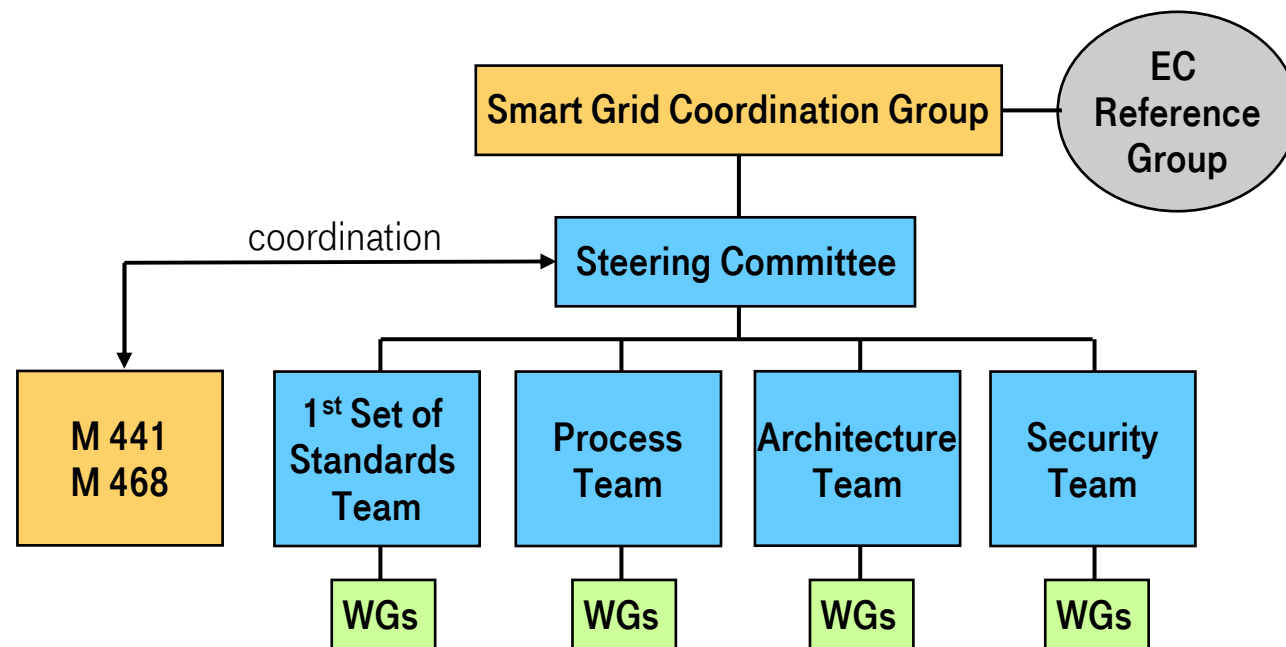 EC
Reference
Group
Smart Grid Coordination Group
coordination
Steering Committee
M 441
M 468
1st Set of
Standards
Team
Process
Team
Architecture
Team
Security
Team
WGs
WGs
WGs
WGs